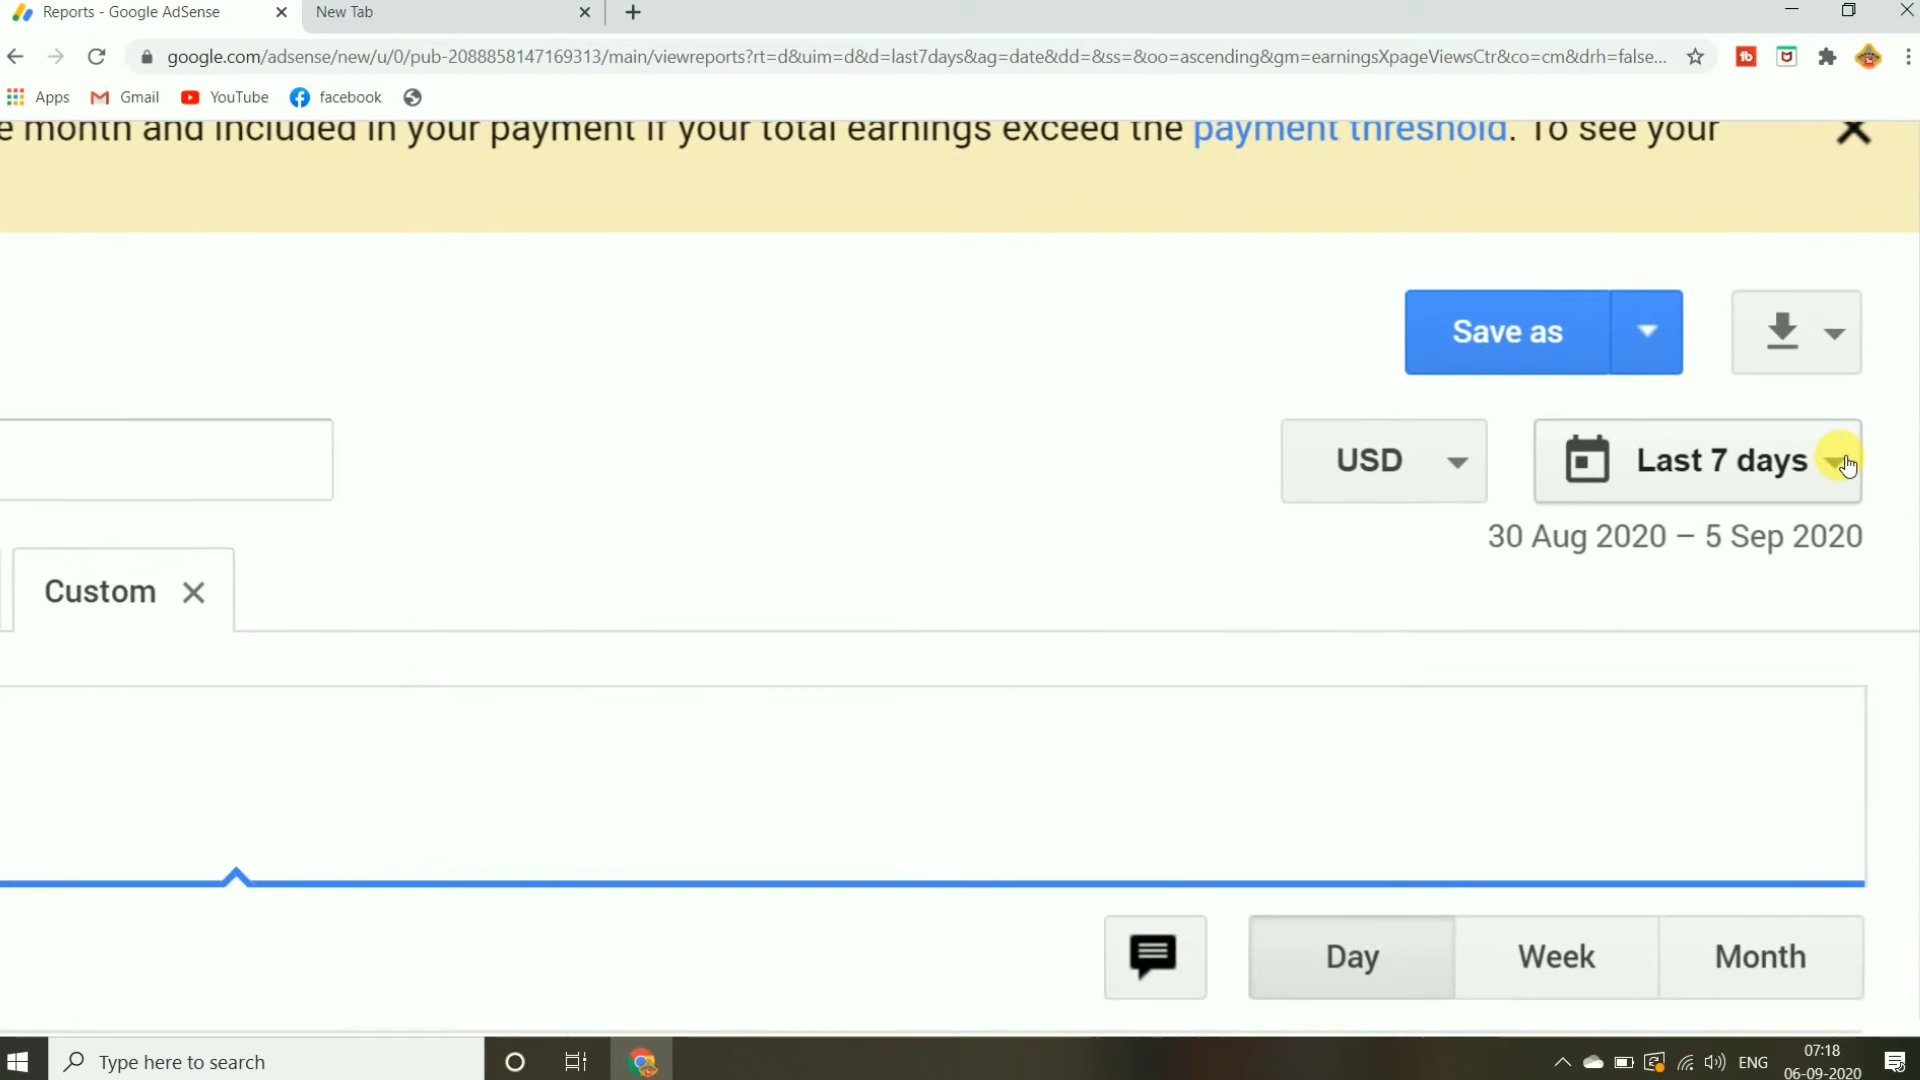 Reports - Google AdSense
New Tab
google.com/adsense/new/u/0/pub-2088858147169313/main/viewreports?rt=d&uim=d&d=last7days&ag=date&dd=&ss=&oo=ascending&gm=earningsXpageViewsCtr&co=cm&drh=false...
Apps Gmail YouTube facebook
e month and included in your payment if your total earnings exceed the payment threshold. To see your
Save as
USD Last 7 days
30 Aug 2020 – 5 Sep 2020
Custom
Day Week Month
Type here to search
ENG
07:18
06-09-2020